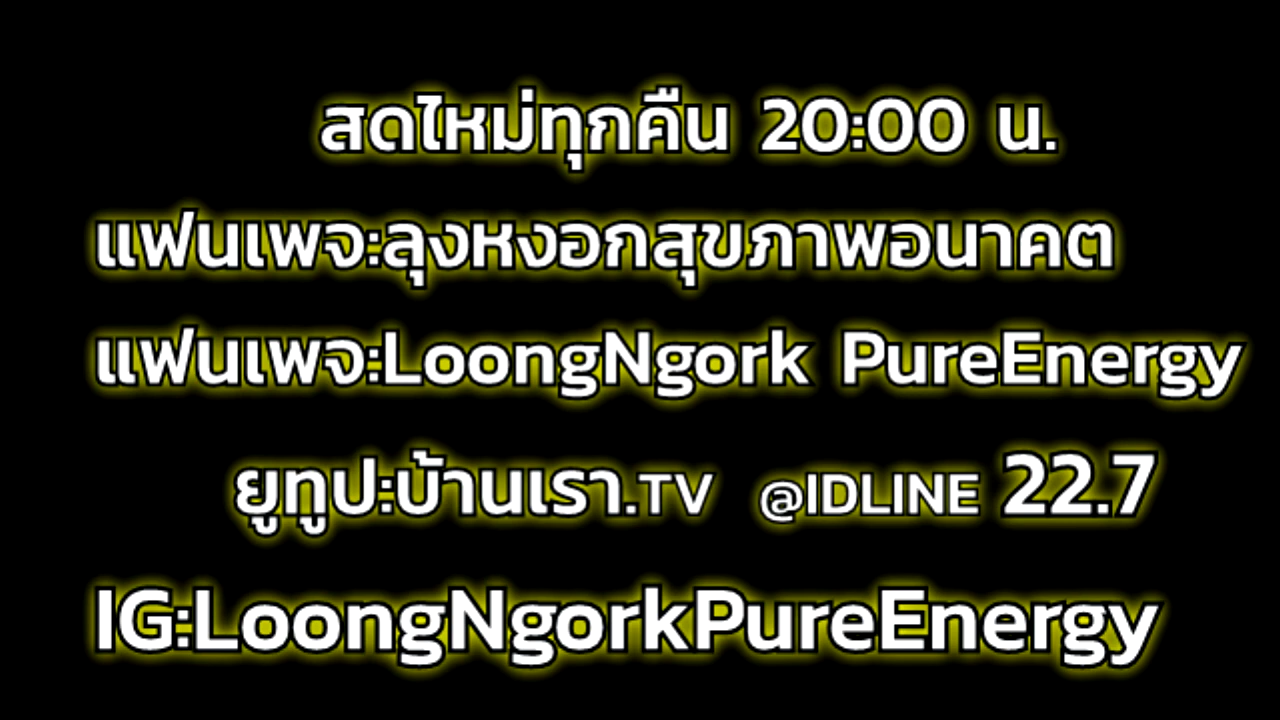 สดใหม่ทุกคืน 20:00 น.
แฟนเพจ:ลุงหงอกสุขภาพอนาคต
แฟนเพจ:LoongNgork PureEnergy
ยูทูป:บ้านเรา.TV @IDLINE 22.7
IG:LoongNgorkPureEnergy